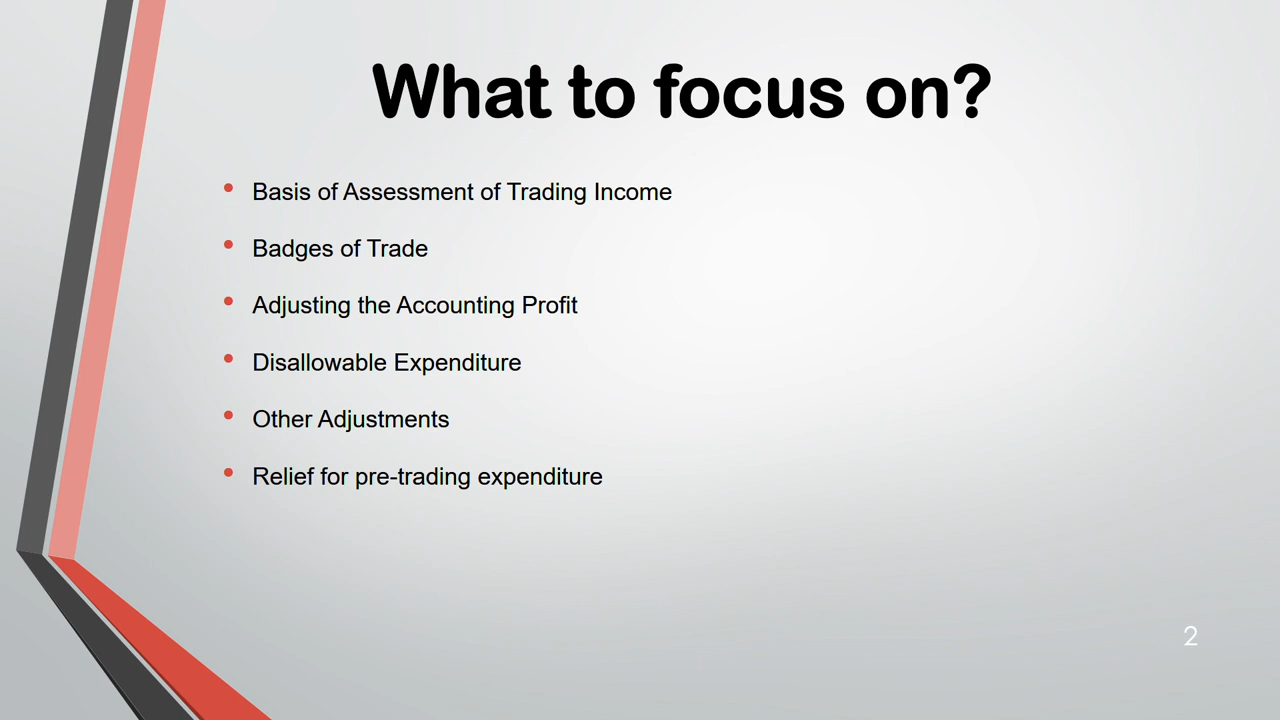 What to focus on?
• Basis of Assessment of Trading Income
• Badges of Trade
• Adjusting the Accounting Profit
• Disallowable Expenditure
• Other Adjustments
• Relief for pre-trading expenditure
2